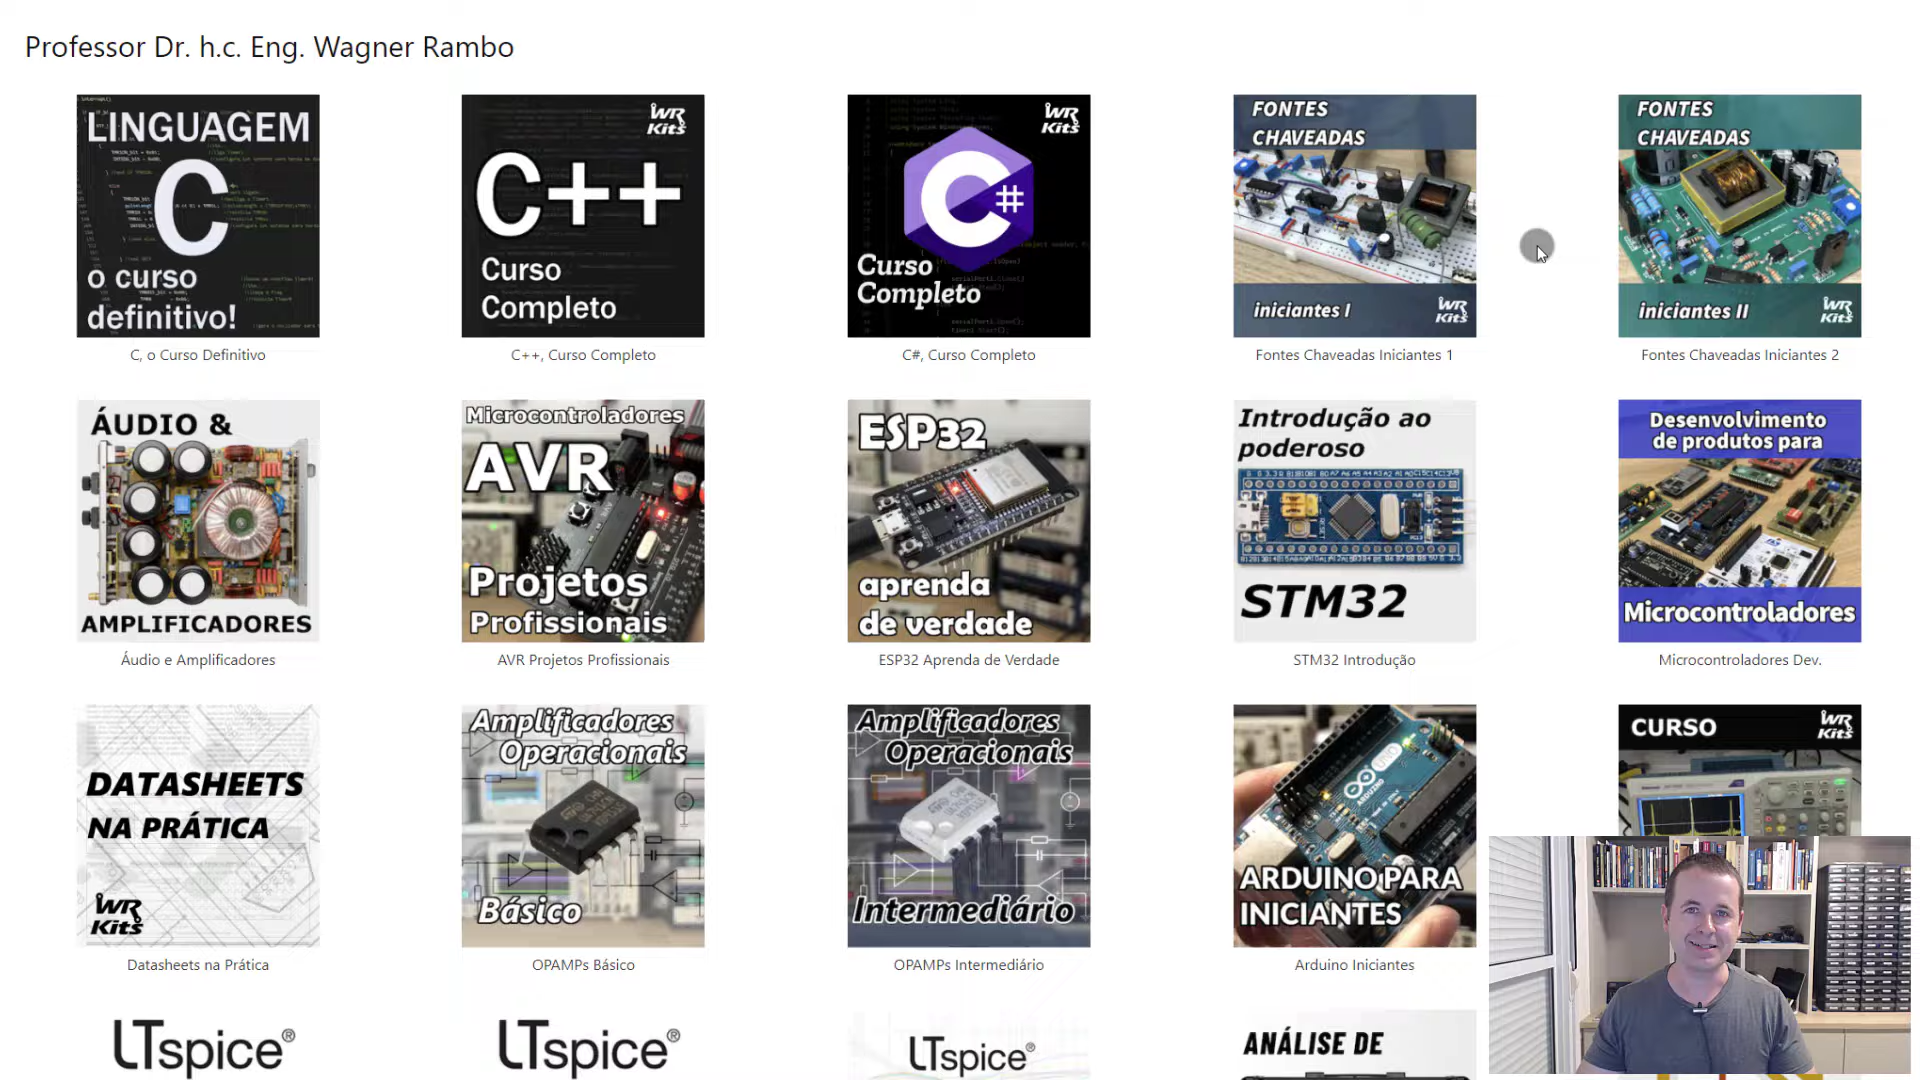 Professor Dr. h.c. Eng. Wagner Rambo
LINGUAGEM
C
o curso
definitivo!
C, o Curso Definitivo
WR
Kits
C++
Curso
Completo
C++, Curso Completo
WR
Kits
C#
Curso
Completo
C#, Curso Completo
FONTES
CHAVEADAS
iniciantes I
WR
Kits
Fontes Chaveadas Iniciantes 1
FONTES
CHAVEADAS
iniciantes II
WR
Kits
Fontes Chaveadas Iniciantes 2
ÁUDIO &
AMPLIFICADORES
Áudio e Amplificadores
Microcontroladores
AVR
Projetos
Profissionais
AVR Projetos Profissionais
ESP32
aprenda
de verdade
ESP32 Aprenda de Verdade
Introdução ao
poderoso
STM32
STM32 Introdução
Desenvolvimento
de produtos para
Microcontroladores
Microcontroladores Dev.
DATASHEETS
NA PRÁTICA
WR
Kits
Datasheets na Prática
Amplificadores
Operacionais
Básico
OPAMPs Básico
Amplificadores
Operacionais
Intermediário
OPAMPs Intermediário
UNO
ARDUINO
ARDUINO PARA
INICIANTES
Arduino Iniciantes
CURSO
WR
Kits
LTspice®
LTspice®
LTspice®
ANÁLISE DE